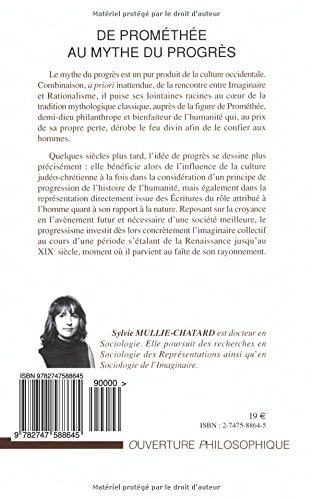 Matériel protégé par le droit d'auteur
DE PROMÉTHÉE
AU MYTHE DU PROGRÈS
Le mythe du progrès est un pur produit de la culture occidentale.
Combinaison, a priori inattendue, de la rencontre entre Imaginaire
et Rationalisme, il puise ses lointaines racines au cœur de la
tradition mythologique classique, auprès de la figure de Prométhée,
demi-dieu philanthrope et bienfaiteur de l'humanité qui, au prix
de sa propre perte, dérobe le feu divin afin de le confier aux
hommes.
Quelques siècles plus tard, l'idée de progrès se dessine plus
précisément : elle bénéficie alors de l'influence de la culture
judéo-chrétienne à la fois dans la considération d'un principe de
progression de l'histoire de l'humanité, mais également dans la
représentation directement issue des Écritures du rôle attribué à
l'homme quant à son rapport à la nature. Reposant sur la croyance
en l'avènement futur et nécessaire d'une société meilleure, le
progressisme investit dès lors concrètement l'imaginaire collectif
au cours d'une période s'étalant de la Renaissance jusqu'au
XIXe siècle, moment où il parvient au faîte de son rayonnement.
Sylvie MULLIE-CHATARD est docteur en
Sociologie. Elle poursuit des recherches en
Sociologie des Représentations ainsi qu'en
Sociologie de l'Imaginaire.
ISBN 9782747588645
90000 >
9 782747 588645
19 €
ISBN : 2-7475-8864-5
OUVERTURE PHILOSOPHIQUE
Matériel protégé par le droit d'auteur